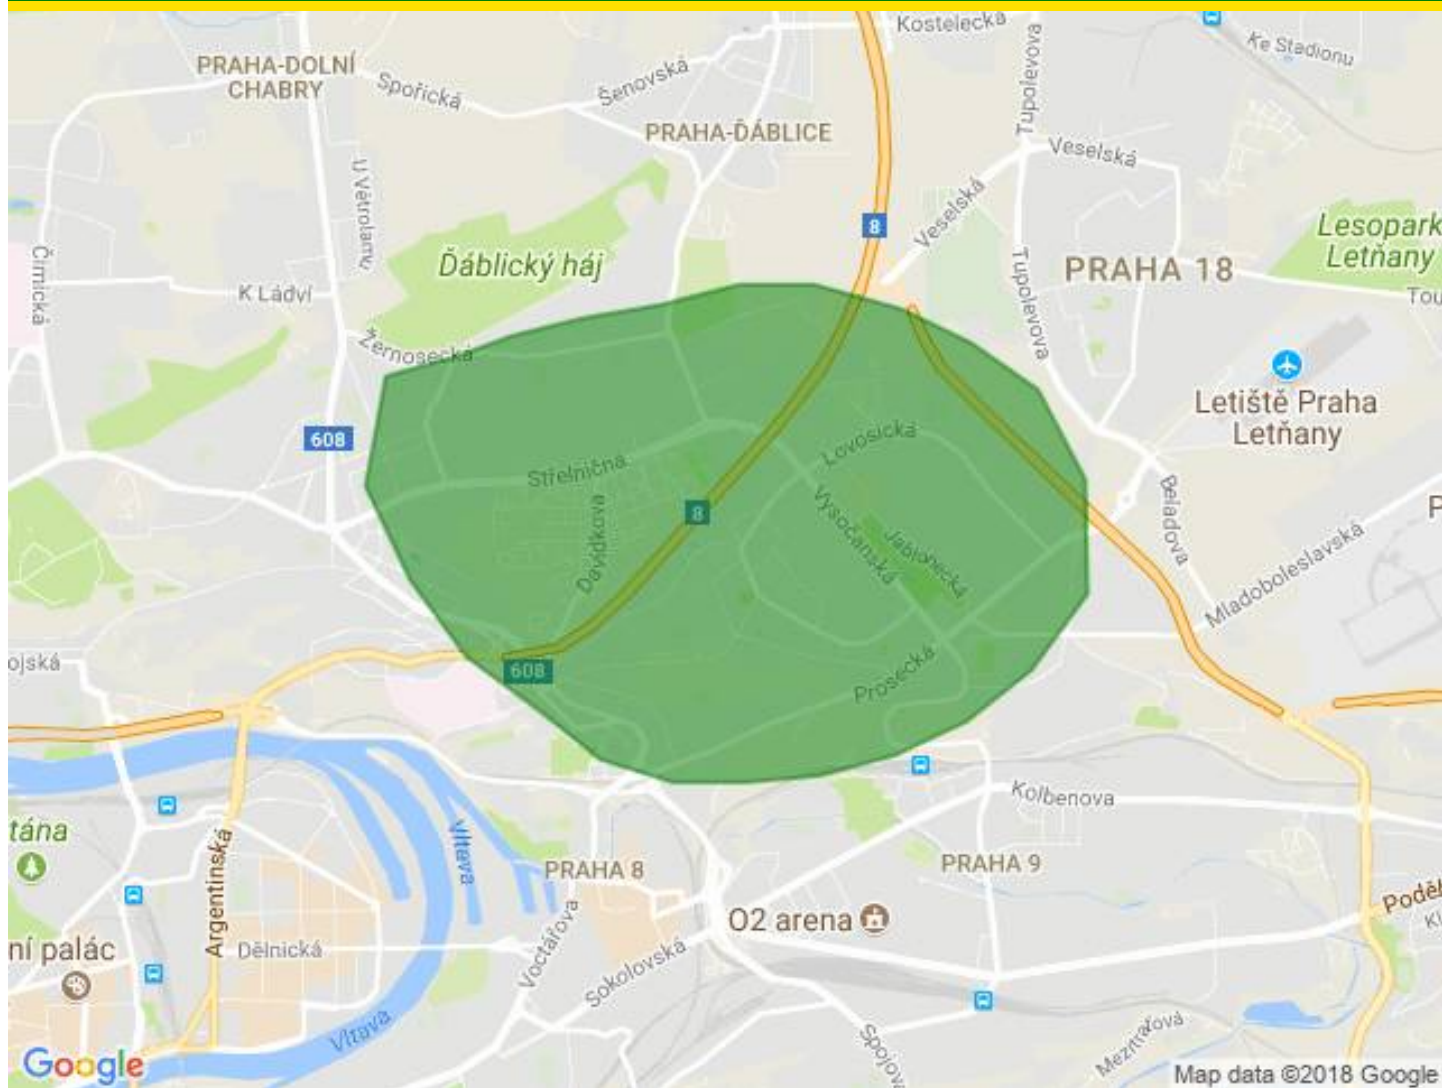 Kostelecká
Ke Stadionu
PRAHA-DOLNÍ
CHABRY
Spořická
Šenovská
Tupolevova
PRAHA-ĎÁBLICE
Veselská
U Větrolamu
Veselská
8
Lesopark
Letňany
Čimická
Ďáblický háj
Tupolevova
PRAHA 18
K Ládví
Žernosecká
Letiště Praha
Letňany
608
Lovosická
Střelničná
Vysočanská
Beladova
8
Davídkova
Jablonecká
Mladoboleslavská
608
Prosecká
ojská
Kolbenova
tána
Vltava
PRAHA 8
PRAHA 9
Argentinská
Poděl
O2 arena
ní palác
Dělnická
Voctářova
Sokolovská
Vltava
Spojov
Google
Map data ©2018 Google